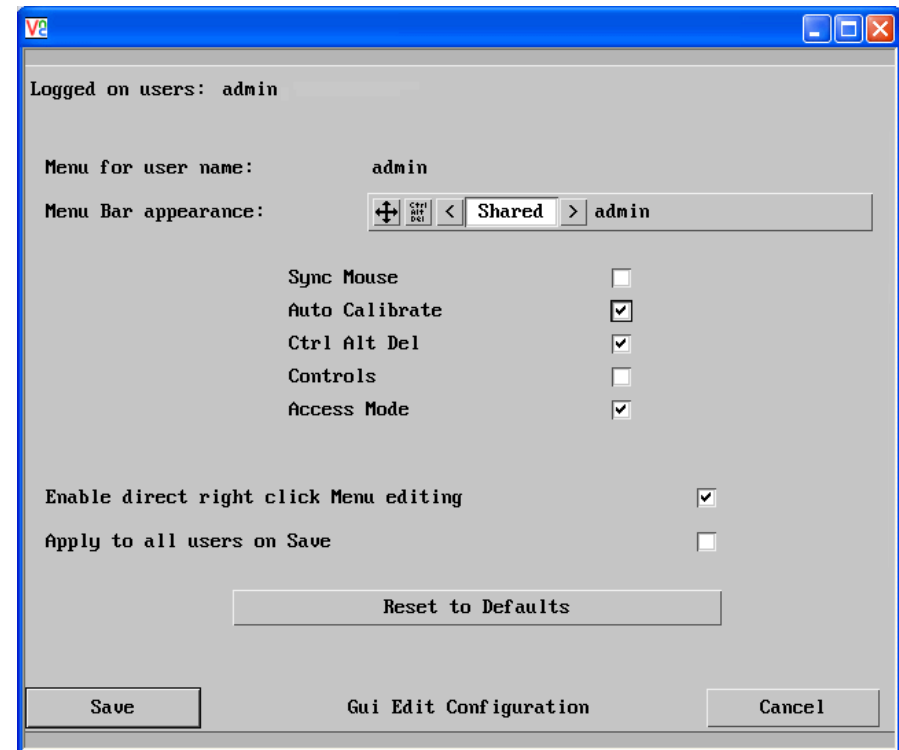 V2
Logged on users: admin
Menu for user name: admin
Menu Bar appearance: Ctrl Alt Del < Shared > admin
Sync Mouse
Auto Calibrate
Ctrl Alt Del
Controls
Access Mode
Enable direct right click Menu editing
Apply to all users on Save
Reset to Defaults
Save Gui Edit Configuration Cancel